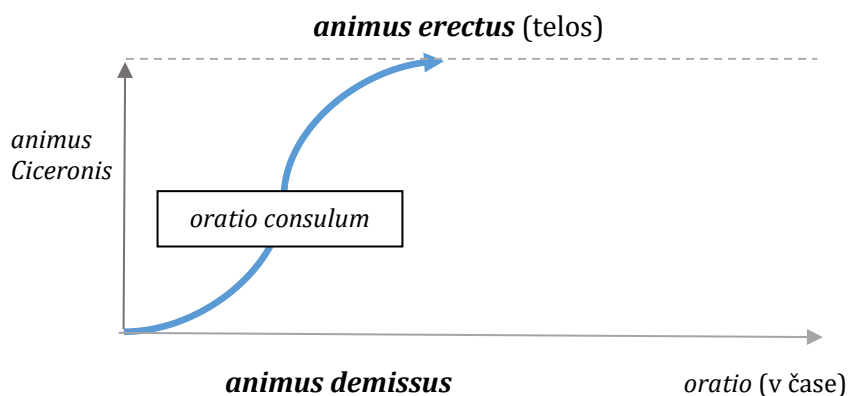 animus erectus (telos)
animus
Ciceronis
oratio consulum
animus demissus
oratio (v čase)